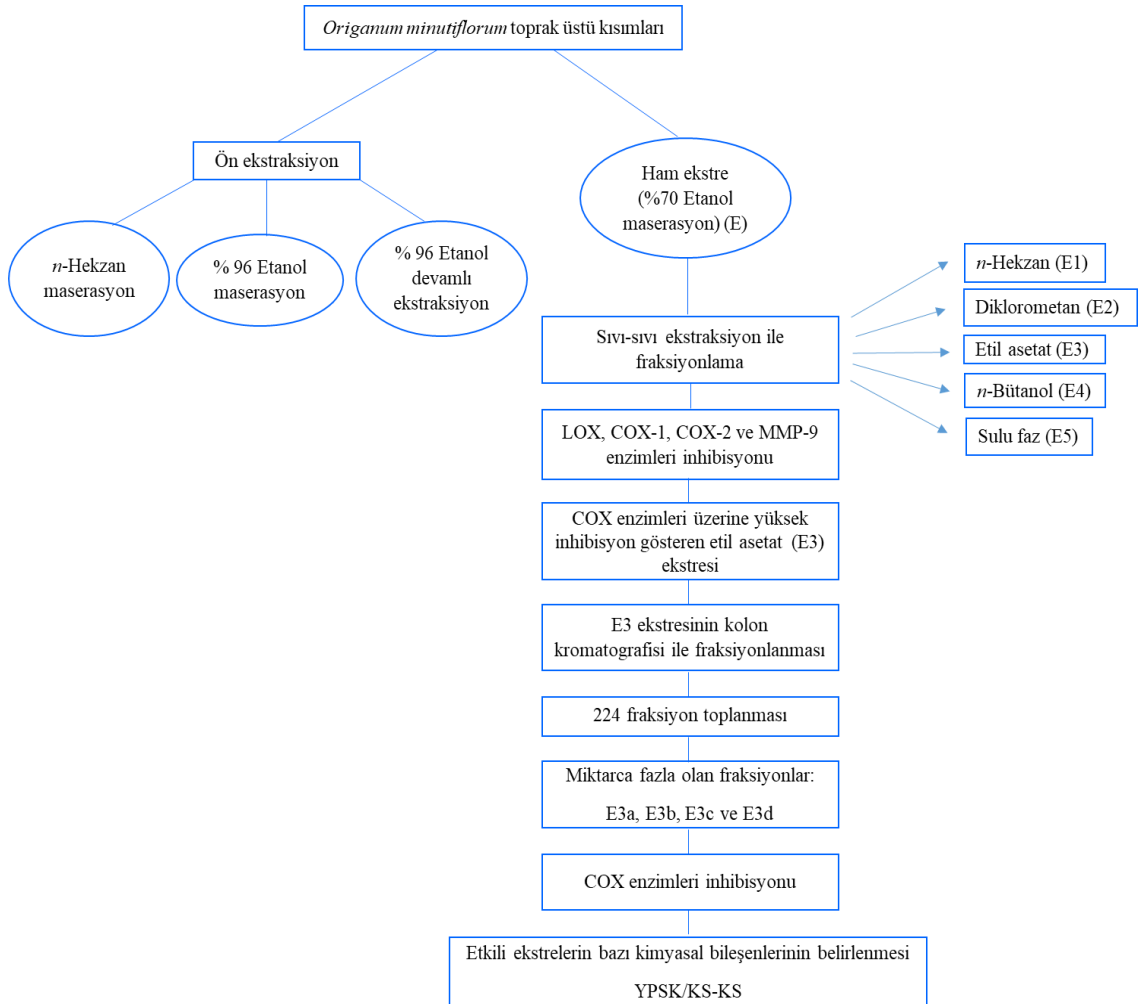 Origanum minutiflorum toprak üstü kısımları
Ön ekstraksiyon
n-Hekzan
maserasyon
% 96 Etanol
maserasyon
% 96 Etanol
devamlı
ekstraksiyon
Ham ekstre
(%70 Etanol
maserasyon) (E)
Sıvı-sıvı ekstraksiyon ile
fraksiyonlama
n-Hekzan (E1)
Diklorometan (E2)
Etil asetat (E3)
n-Bütanol (E4)
Sulu faz (E5)
LOX, COX-1, COX-2 ve MMP-9
enzimleri inhibisyonu
COX enzimleri üzerine yüksek
inhibisyon gösteren etil asetat (E3)
ekstresi
E3 ekstresinin kolon
kromatografisi ile fraksiyonlanması
224 fraksiyon toplanması
Miktarca fazla olan fraksiyonlar:
E3a, E3b, E3c ve E3d
COX enzimleri inhibisyonu
Etkili ekstrelerin bazı kimyasal bileşenlerinin belirlenmesi
YPSK/KS-KS